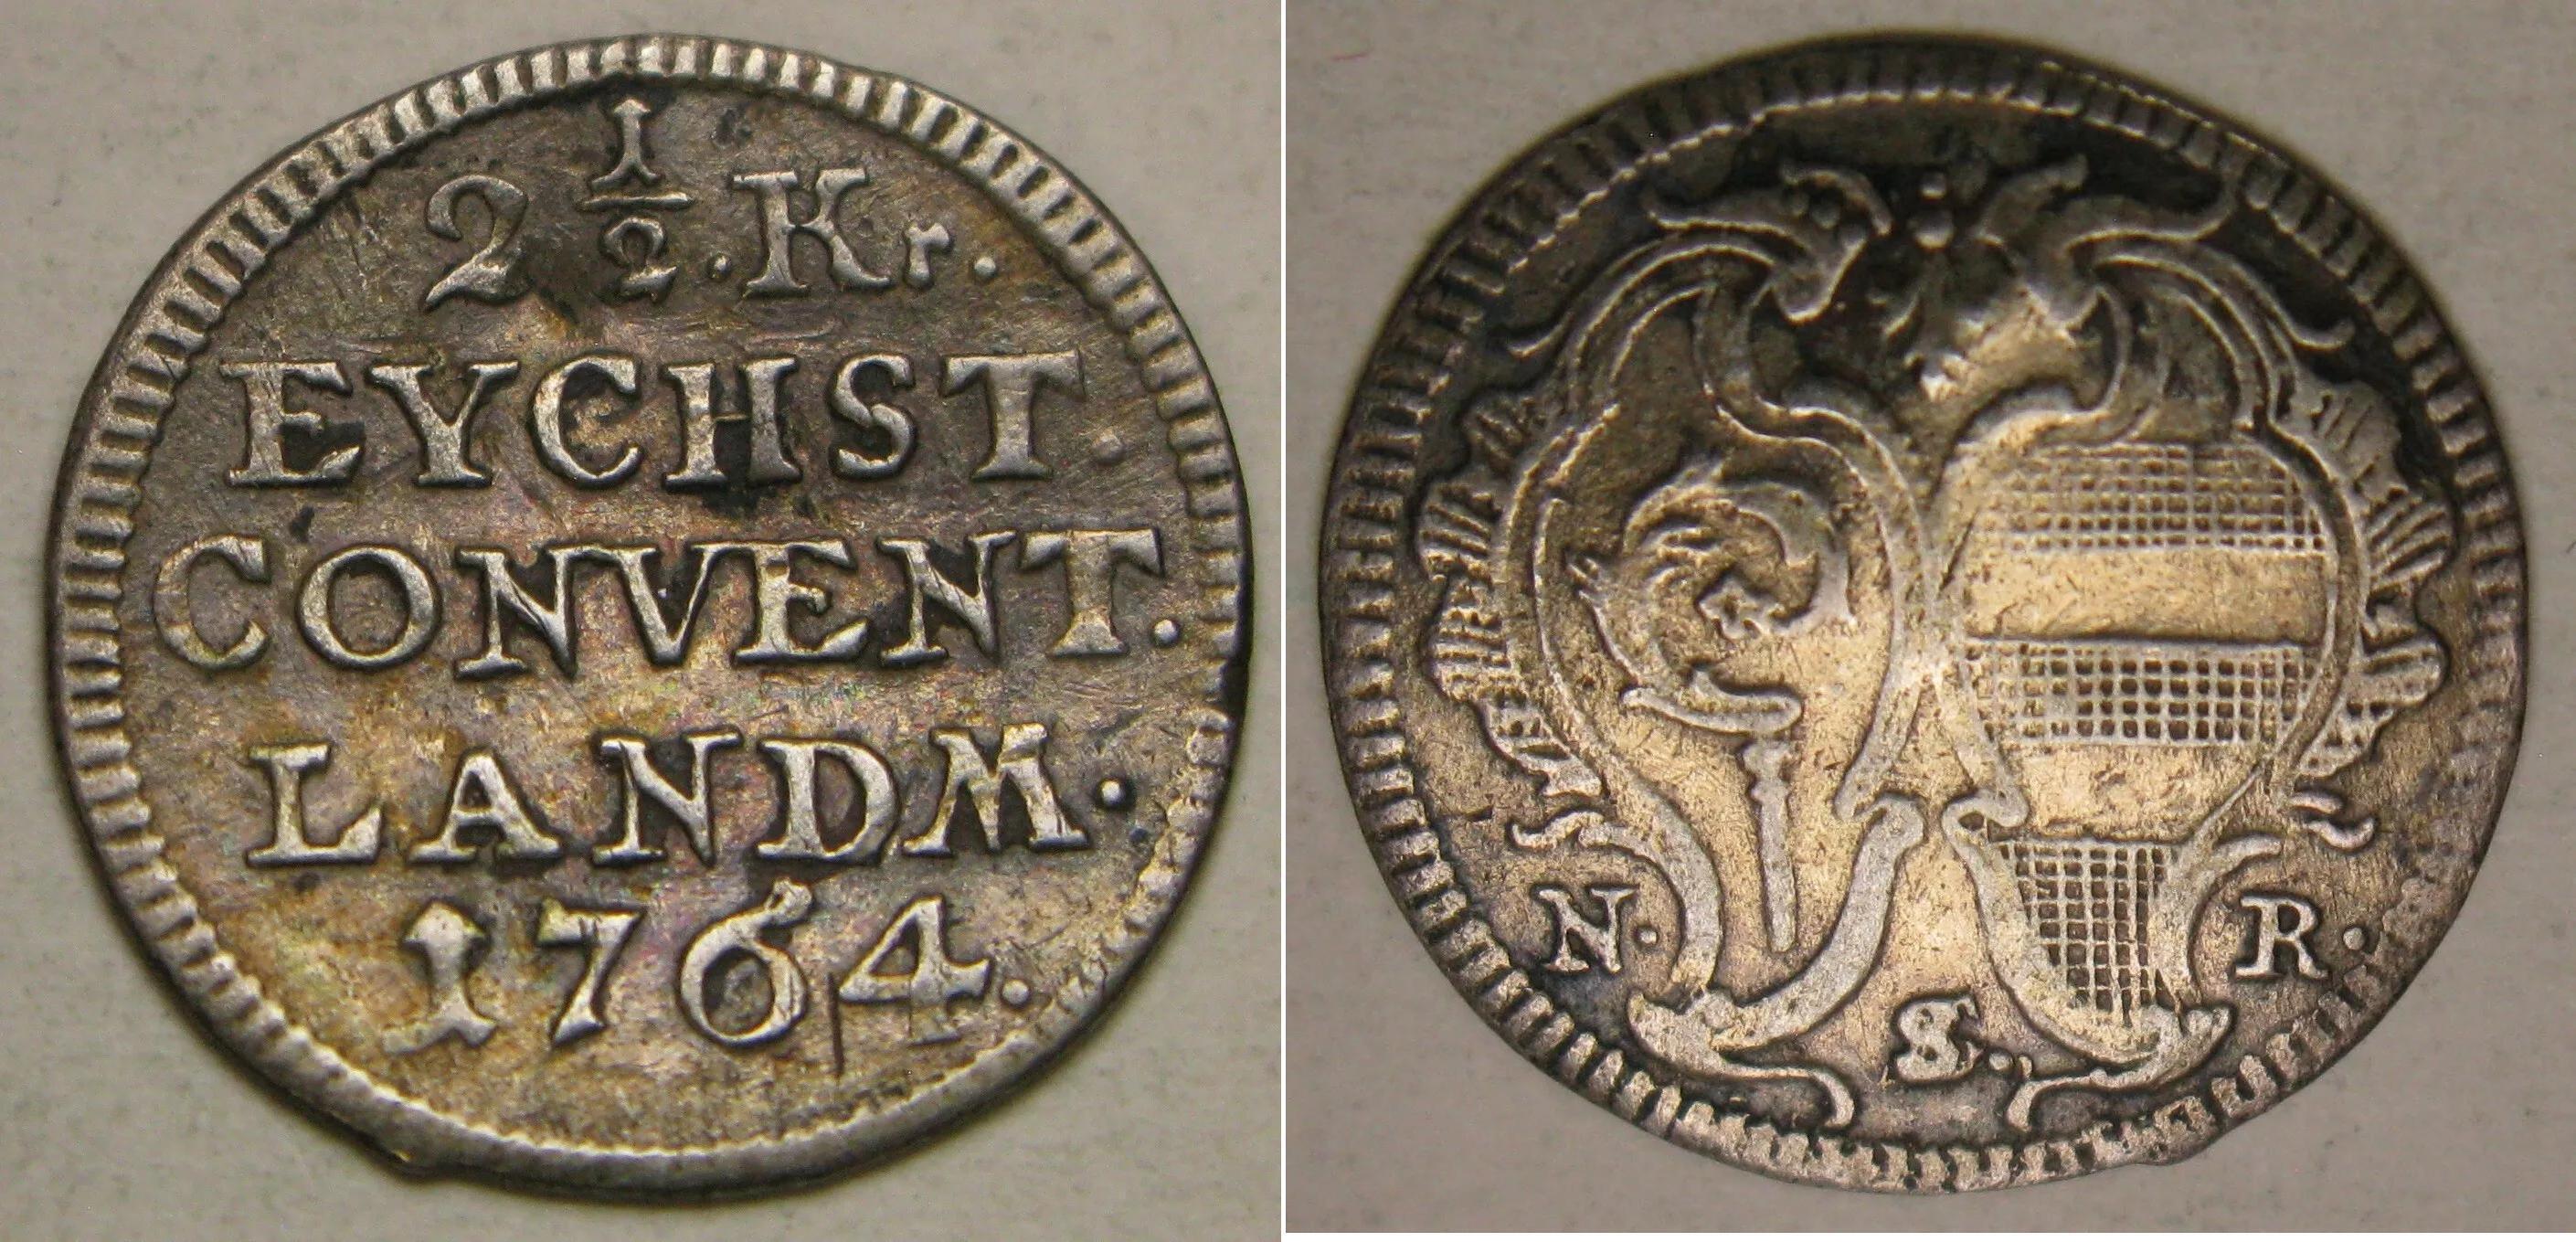 2 1/2 . Kr.
EYCHST.
CONVENT.
LANDM.
1764.
N. R.
S.